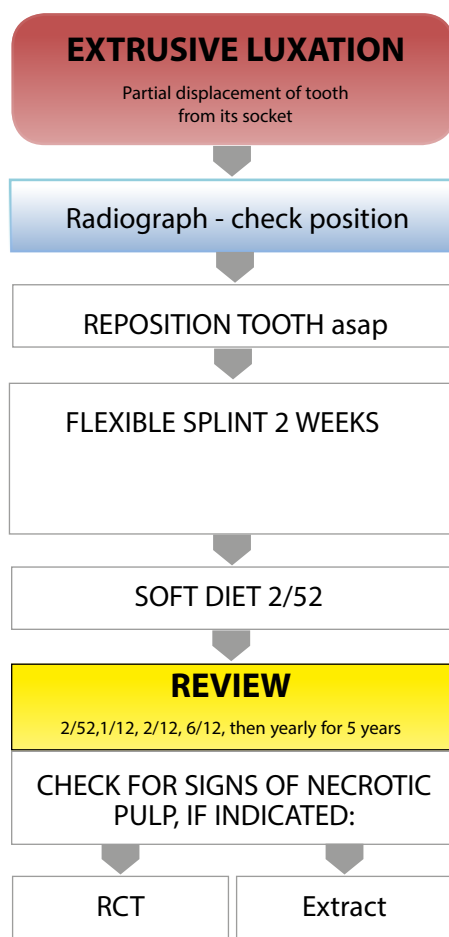 EXTRUSIVE LUXATION
Partial displacement of tooth
from its socket
Radiograph - check position
REPOSITION TOOTH asap
FLEXIBLE SPLINT 2 WEEKS
SOFT DIET 2/52
REVIEW
2/52,1/12, 2/12, 6/12, then yearly for 5 years
CHECK FOR SIGNS OF NECROTIC
PULP, IF INDICATED:
RCT
Extract